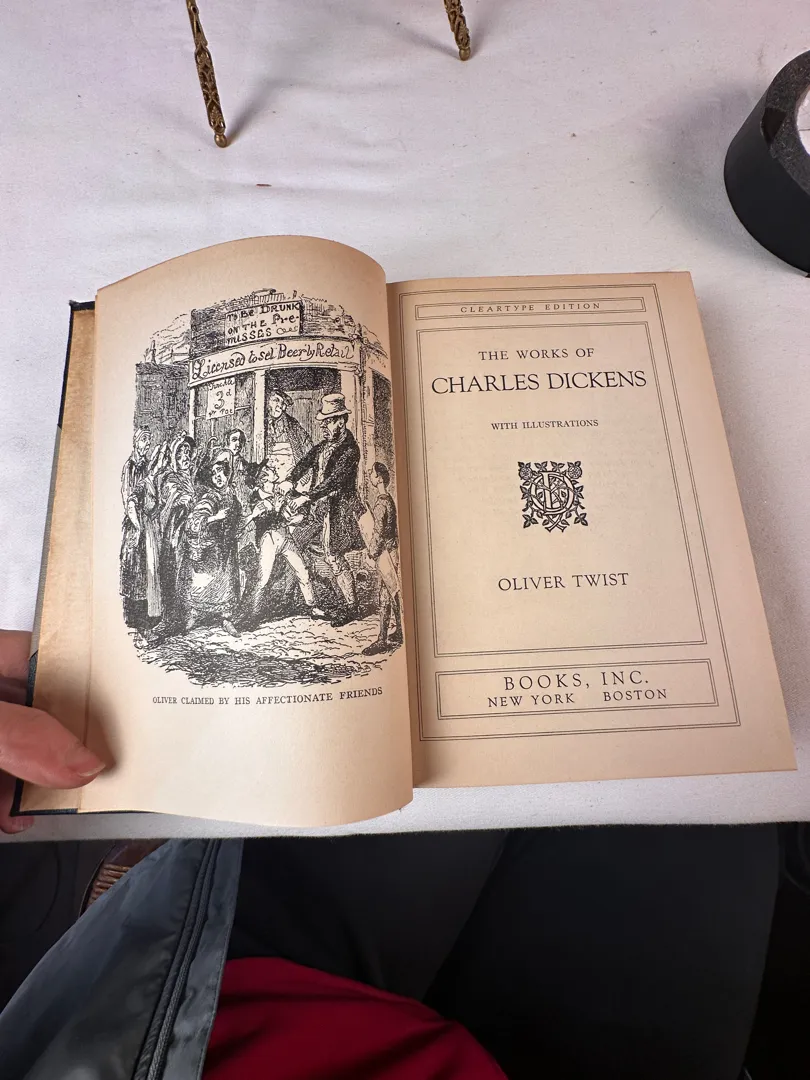 TO BE DRUNK
ON THE Pre-
MISSES
Licensed to sel Beer by Retail
3d
OLIVER CLAIMED BY HIS AFFECTIONATE FRIENDS
CLEARTYPE EDITION
THE WORKS OF
CHARLES DICKENS
WITH ILLUSTRATIONS
OLIVER TWIST
BOOKS, INC.
NEW YORK BOSTON